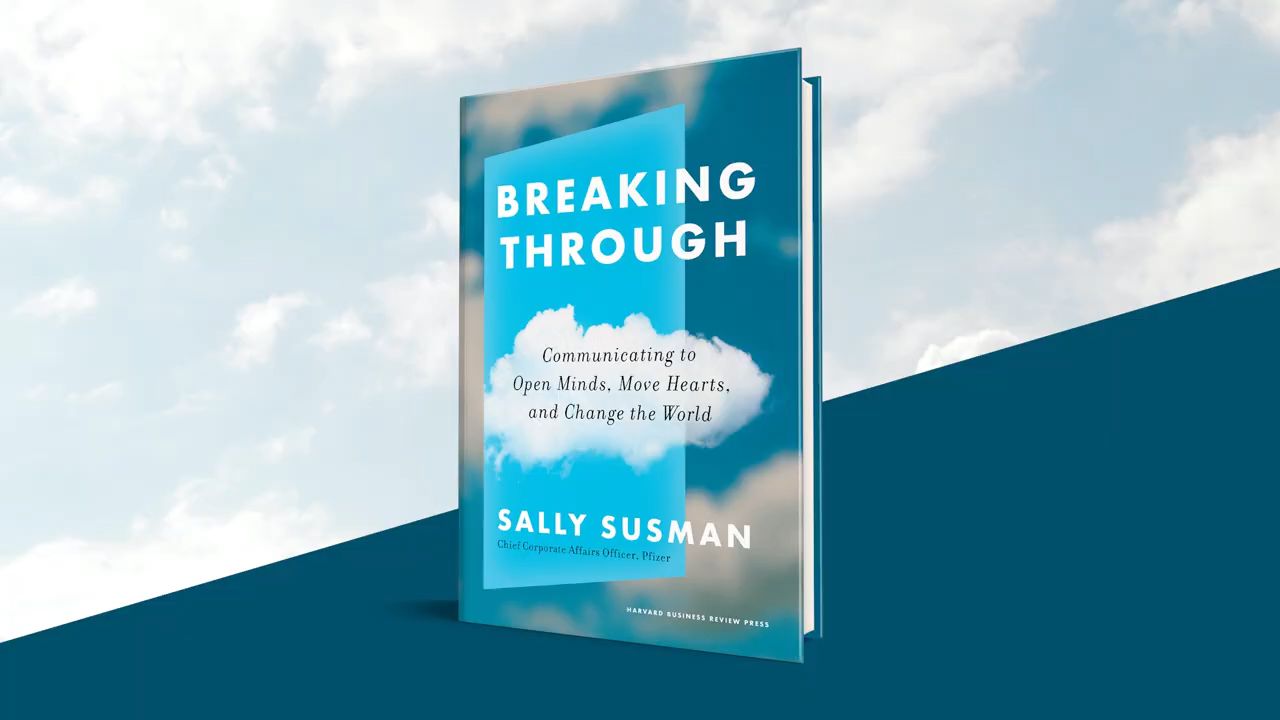 BREAKING
THROUGH
Communicating to
Open Minds, Move Hearts,
and Change the World
SALLY SUSMAN
Chief Corporate Affairs Officer, Pfizer
HARVARD BUSINESS REVIEW PRESS